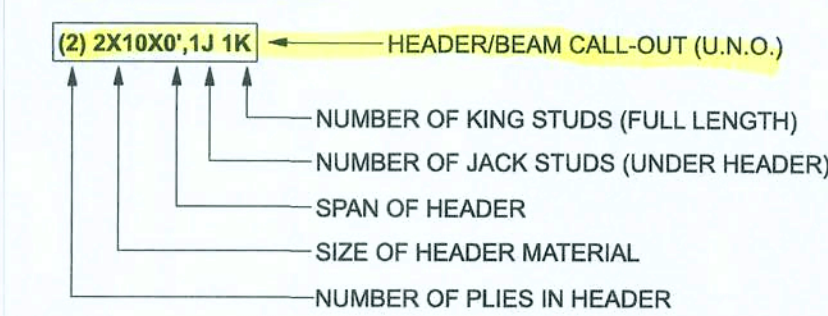 (2) 2X10X0',1J 1K HEADER/BEAM CALL-OUT (U.N.O.)
NUMBER OF KING STUDS (FULL LENGTH)
NUMBER OF JACK STUDS (UNDER HEADER)
SPAN OF HEADER
SIZE OF HEADER MATERIAL
NUMBER OF PLIES IN HEADER